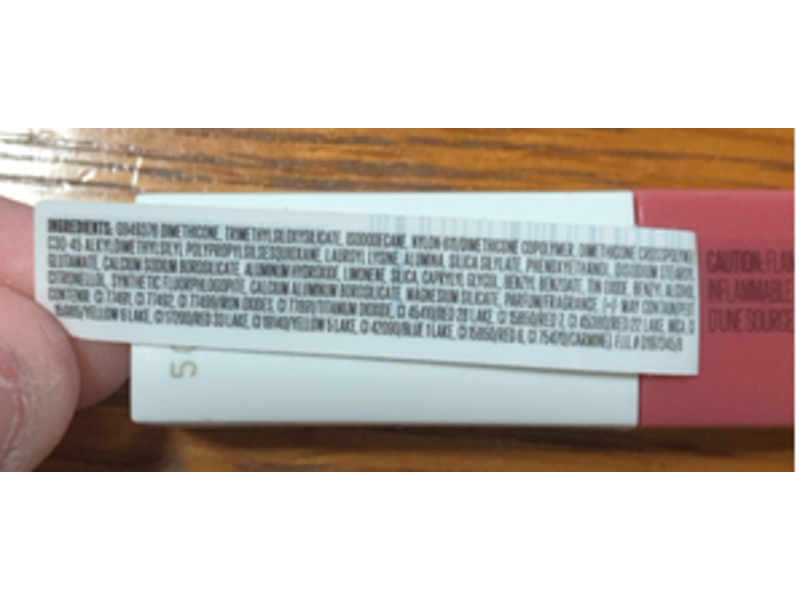 INGREDIENTS: G949376 DIMETHICONE, TRIMETHYLSILOXYSILICATE, ISODODECANE, NYLON-611/DIMETHICONE COPOLYMER, DIMETHICONE CROSSPOLYMER,
C30-45 ALKYLDIMETHYLSILYL POLYPROPYLSILSESQUIOXANE, LAUROYL LYSINE, ALUMINA, SILICA SILYLATE, PHENOXYETHANOL, DISODIUM STEAROYL
GLUTAMATE, CALCIUM SODIUM BOROSILICATE, ALUMINUM HYDROXIDE, LIMONENE, SILICA, CAPRYLYL GLYCOL, BENZYL BENZOATE, TIN OXIDE, BENZYL ALCOHOL,
CITRONELLOL, SYNTHETIC FLUORPHLOGOPITE, CALCIUM ALUMINUM BOROSILICATE, MAGNESIUM SILICATE, PARFUM/FRAGRANCE, [+/- MAY CONTAIN/PEUT
CONTENIR: CI 77491, CI 77492, CI 77499/IRON OXIDES, CI 77891/TITANIUM DIOXIDE, CI 45410/RED 28 LAKE, CI 15850/RED 7, CI 45380/RED 22 LAKE, MICA, CI
15985/YELLOW 6 LAKE, CI 17200/RED 33 LAKE, CI 19140/YELLOW 5 LAKE, CI 42090/BLUE 1 LAKE, CI 15850/RED 6, CI 75470/CARMINE]. F.I.L. #
CAUTION: FLAM
INFLAMMABLE
D'UNE SOURCE